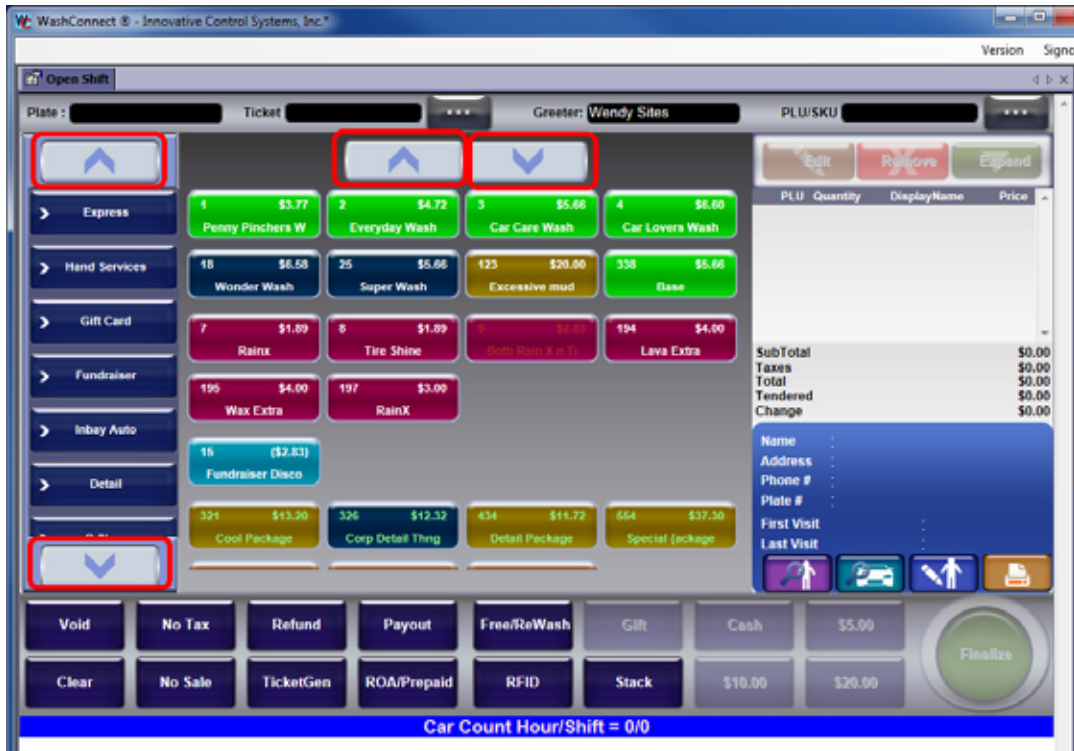 WashConnect ® - Innovative Control Systems, Inc.*
Version Signo
Open Shift
Plate : Ticket ... Greeter: Wendy Sites PLU/SKU ...
Edit Remove Expand
PLU Quantity DisplayName Price
Express
Hand Services
Gift Card
Fundraiser
Inbay Auto
Detail
1 $3.77
Penny Pinchers W
2 $4.72
Everyday Wash
3 $5.66
Car Care Wash
4 $6.60
Car Lovers Wash
18 $6.58
Wonder Wash
25 $5.66
Super Wash
123 $20.00
Excessive mud
338 $5.66
Base
7 $1.89
Rainx
8 $1.89
Tire Shine
9 $2.83
Both Rain X n Ti
194 $4.00
Lava Extra
195 $4.00
Wax Extra
197 $3.00
RainX
15 ($2.83)
Fundraiser Disco
321 $13.20
Cool Package
326 $12.32
Corp Detail Thng
434 $11.72
Detail Package
554 $37.30
Special (ackage
SubTotal $0.00
Taxes $0.00
Total $0.00
Tendered $0.00
Change $0.00
Name :
Address :
Phone # :
Plate # :
First Visit :
Last Visit :
Void No Tax Refund Payout Free/ReWash Gift Cash $5.00
Finalize
Clear No Sale TicketGen ROA/Prepaid RFID Stack $10.00 $20.00
Car Count Hour/Shift = 0/0